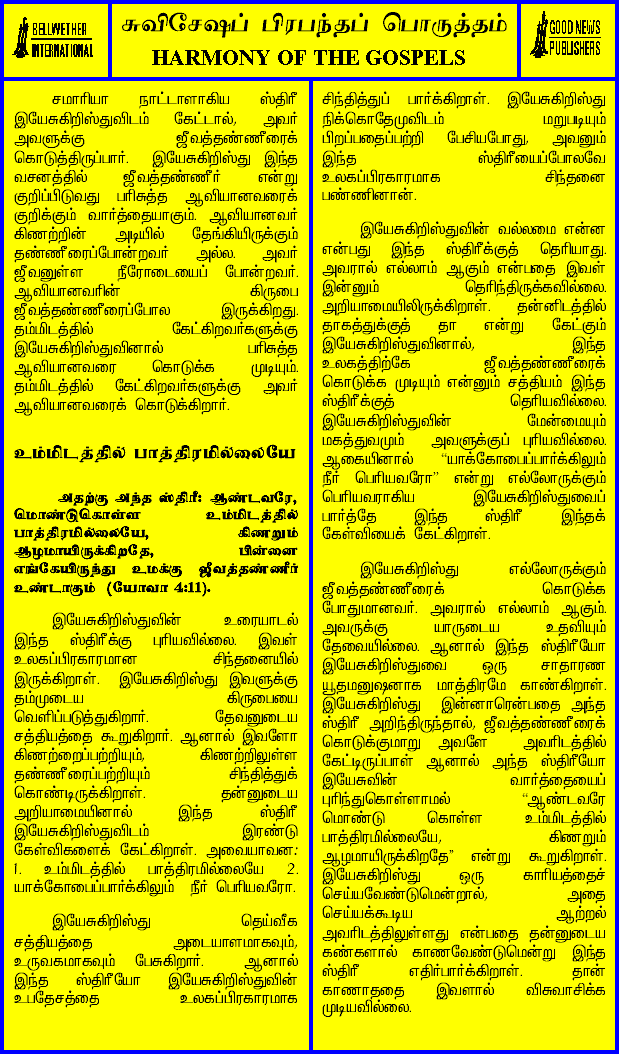 BELLWETHER
INTERNATIONAL
சுவிசேஷப் பிரபந்தப் பொருத்தம்
HARMONY OF THE GOSPELS
GOOD NEWS
PUBLISHERS
சமாரியா நாட்டாளாகிய ஸ்திரீ
இயேசுகிறிஸ்துவிடம் கேட்டால், அவர்
அவளுக்கு ஜீவத்தண்ணீரைக்
கொடுத்திருப்பார். இயேசுகிறிஸ்து இந்த
வசனத்தில் ஜீவத்தண்ணீர் என்று
குறிப்பிடுவது பரிசுத்த ஆவியானவரைக்
குறிக்கும் வார்த்தையாகும். ஆவியானவர்
கிணற்றின் அடியில் தேங்கியிருக்கும்
தண்ணீரைப்போன்றவர் அல்ல. அவர்
ஜீவனுள்ள நீரோடையைப் போன்றவர்.
ஆவியானவரின் கிருபை
ஜீவத்தண்ணீரைப்போல இருக்கிறது.
தம்மிடத்தில் கேட்கிறவர்களுக்கு
இயேசுகிறிஸ்துவினால் பரிசுத்த
ஆவியானவரை கொடுக்க முடியும்.
தம்மிடத்தில் கேட்கிறவர்களுக்கு அவர்
ஆவியானவரைக் கொடுக்கிறார்.
உம்மிடத்தில் பாத்திரமில்லையே
அதற்கு அந்த ஸ்திரீ: ஆண்டவரே,
மொண்டுகொள்ள உம்மிடத்தில்
பாத்திரமில்லையே, கிணறும்
ஆழமாயிருக்கிறதே, பின்னை
எங்கேயிருந்து உமக்கு ஜீவத்தண்ணீர்
உண்டாகும் (யோவா 4:11).
இயேசுகிறிஸ்துவின் உரையாடல்
இந்த ஸ்திரீக்கு புரியவில்லை. இவள்
உலகப்பிரகாரமான சிந்தனையில்
இருக்கிறாள். இயேசுகிறிஸ்து இவளுக்கு
தம்முடைய கிருபையை
வெளிப்படுத்துகிறார். தேவனுடைய
சத்தியத்தை கூறுகிறார். ஆனால் இவளோ
கிணற்றைப்பற்றியும், கிணற்றிலுள்ள
தண்ணீரைப்பற்றியும் சிந்தித்துக்
கொண்டிருக்கிறாள். தன்னுடைய
அறியாமையினால் இந்த ஸ்திரீ
இயேசுகிறிஸ்துவிடம் இரண்டு
கேள்விகளைக் கேட்கிறாள். அவையாவன:
1. உம்மிடத்தில் பாத்திரமில்லையே 2.
யாக்கோபைப்பார்க்கிலும் நீர் பெரியவரோ.
இயேசுகிறிஸ்து தெய்வீக
சத்தியத்தை அடையாளமாகவும்,
உருவகமாகவும் பேசுகிறார். ஆனால்
இந்த ஸ்திரீயோ இயேசுகிறிஸ்துவின்
உபதேசத்தை உலகப்பிரகாரமாக
சிந்தித்துப் பார்க்கிறாள். இயேசுகிறிஸ்து
நிக்கொதேமுவிடம் மறுபடியும்
பிறப்பதைப்பற்றி பேசியபோது, அவனும்
இந்த ஸ்திரீயைப்போலவே
உலகப்பிரகாரமாக சிந்தனை
பண்ணினான்.
இயேசுகிறிஸ்துவின் வல்லமை என்ன
என்பது இந்த ஸ்திரீக்குத் தெரியாது.
அவரால் எல்லாம் ஆகும் என்பதை இவள்
இன்னும் தெரிந்திருக்கவில்லை.
அறியாமையிலிருக்கிறாள். தன்னிடத்தில்
தாகத்துக்குத் தா என்று கேட்கும்
இயேசுகிறிஸ்துவினால், இந்த
உலகத்திற்கே ஜீவத்தண்ணீரைக்
கொடுக்க முடியும் என்னும் சத்தியம் இந்த
ஸ்திரீக்குத் தெரியவில்லை.
இயேசுகிறிஸ்துவின் மேன்மையும்
மகத்துவமும் அவளுக்குப் புரியவில்லை.
ஆகையினால் “யாக்கோபைப்பார்க்கிலும்
நீர் பெரியவரோ” என்று எல்லோருக்கும்
பெரியவராகிய இயேசுகிறிஸ்துவைப்
பார்த்தே இந்த ஸ்திரீ இந்தக்
கேள்வியைக் கேட்கிறாள்.
இயேசுகிறிஸ்து எல்லோருக்கும்
ஜீவத்தண்ணீரைக் கொடுக்க
போதுமானவர். அவரால் எல்லாம் ஆகும்.
அவருக்கு யாருடைய உதவியும்
தேவையில்லை. ஆனால் இந்த ஸ்திரீயோ
இயேசுகிறிஸ்துவை ஒரு சாதாரண
யூதமனுஷனாக மாத்திரமே காண்கிறாள்.
இயேசுகிறிஸ்து இன்னாரென்பதை அந்த
ஸ்திரீ அறிந்திருந்தால், ஜீவத்தண்ணீரைக்
கொடுக்குமாறு அவளே அவரிடத்தில்
கேட்டிருப்பாள் ஆனால் அந்த ஸ்திரீயோ
இயேசுவின் வார்த்தையைப்
புரிந்துகொள்ளாமல் “ஆண்டவரே
மொண்டு கொள்ள உம்மிடத்தில்
பாத்திரமில்லையே, கிணறும்
ஆழமாயிருக்கிறதே” என்று கூறுகிறாள்.
இயேசுகிறிஸ்து ஒரு காரியத்தைச்
செய்யவேண்டுமென்றால், அதை
செய்யக்கூடிய ஆற்றல்
அவரிடத்திலுள்ளது என்பதை தன்னுடைய
கண்களால் காணவேண்டுமென்று இந்த
ஸ்திரீ எதிர்பார்க்கிறாள். தான்
காணாததை இவளால் விசுவாசிக்க
முடியவில்லை.